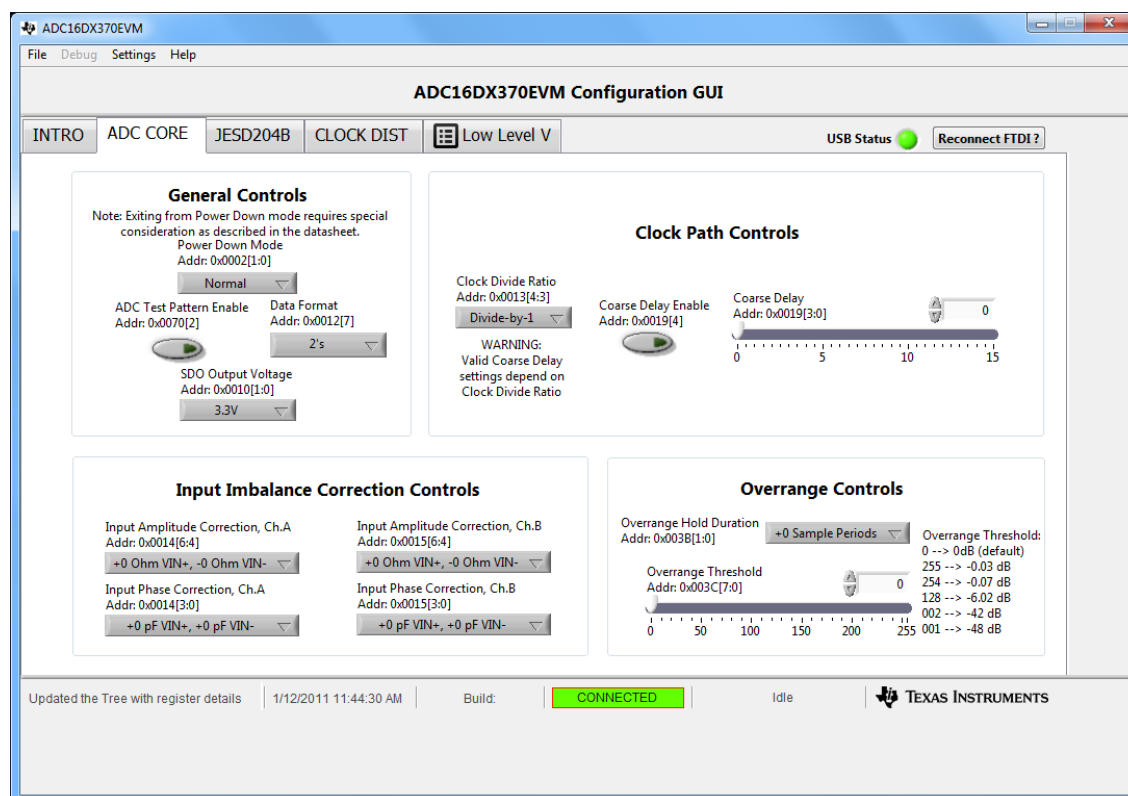 ADC16DX370EVM
File Debug Settings Help
ADC16DX370EVM Configuration GUI
INTRO ADC CORE JESD204B CLOCK DIST Low Level V
USB Status Reconnect FTDI ?
General Controls
Note: Exiting from Power Down mode requires special
consideration as described in the datasheet.
Power Down Mode
Addr: 0x0002[1:0]
Normal
ADC Test Pattern Enable
Addr: 0x0070[2]
Data Format
Addr: 0x0012[7]
2's
SDO Output Voltage
Addr: 0x0010[1:0]
3.3V
Clock Path Controls
Clock Divide Ratio
Addr: 0x0013[4:3]
Divide-by-1
WARNING:
Valid Coarse Delay
settings depend on
Clock Divide Ratio
Coarse Delay Enable
Addr: 0x0019[4]
Coarse Delay
Addr: 0x0019[3:0]
0
0 5 10 15
Input Imbalance Correction Controls
Input Amplitude Correction, Ch.A
Addr: 0x0014[6:4]
+0 Ohm VIN+, -0 Ohm VIN-
Input Phase Correction, Ch.A
Addr: 0x0014[3:0]
+0 pF VIN+, +0 pF VIN-
Input Amplitude Correction, Ch.B
Addr: 0x0015[6:4]
+0 Ohm VIN+, -0 Ohm VIN-
Input Phase Correction, Ch.B
Addr: 0x0015[3:0]
+0 pF VIN+, +0 pF VIN-
Overrange Controls
Overrange Hold Duration
Addr: 0x003B[1:0]
+0 Sample Periods
Overrange Threshold
Addr: 0x003C[7:0]
0
0 50 100 150 200 255
Overrange Threshold:
0 --> 0dB (default)
255 --> -0.03 dB
254 --> -0.07 dB
128 --> -6.02 dB
002 --> -42 dB
001 --> -48 dB
Updated the Tree with register details 1/12/2011 11:44:30 AM Build: CONNECTED Idle TEXAS INSTRUMENTS